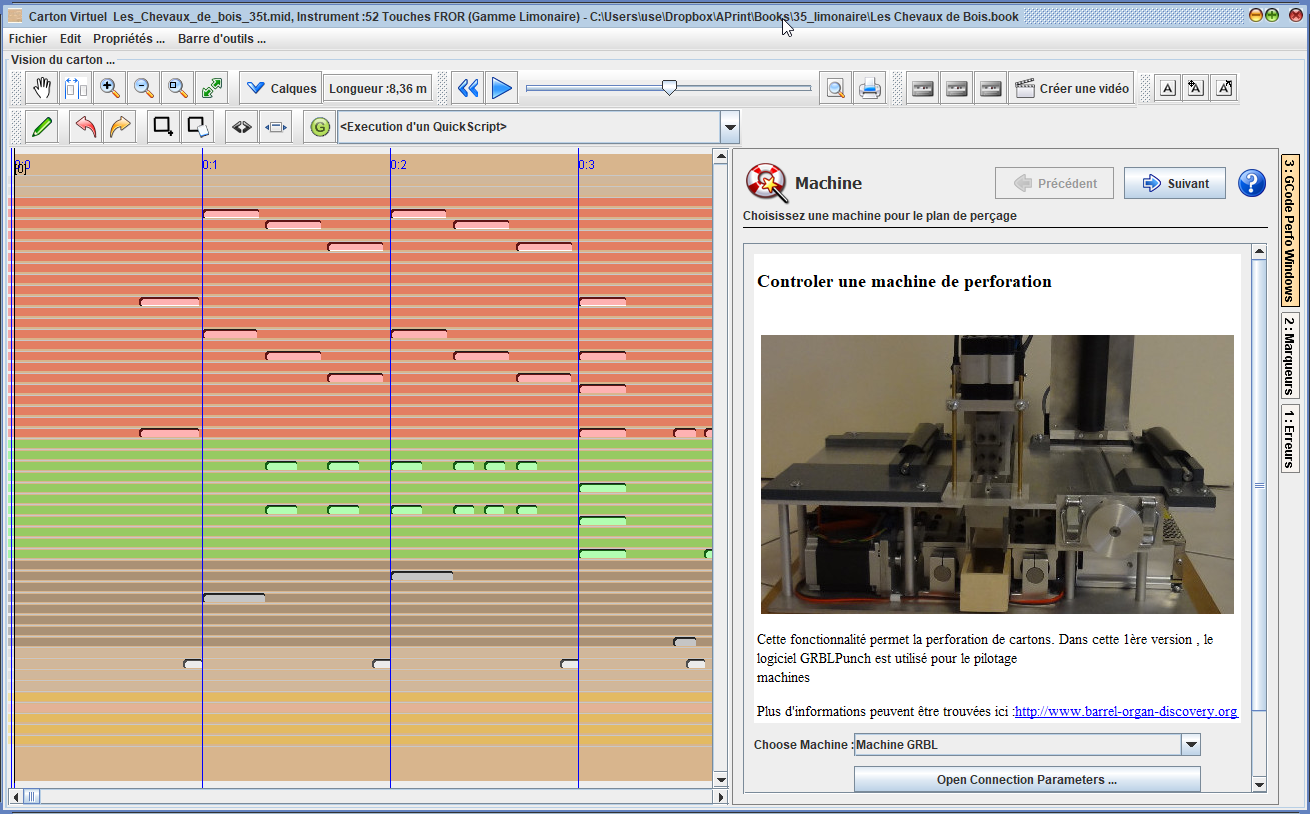 Carton Virtuel  Les_Chevaux_de_bois_35t.mid, Instrument :52 Touches FROR (Gamme Limonaire) - C:\Users\use\Dropbox\APrint\Books\35_limonaire\Les Chevaux de Bois.book
Fichier Edit Propriétés ... Barre d'outils ...
Vision du carton ...
Calques Longueur :8,36 m Créer une vidéo A A A
G <Execution d'un QuickScript>
0:1 0:2 0:3
[0]
Machine Précédent Suivant ?
Choisissez une machine pour le plan de perçage
Controler une machine de perforation
Cette fonctionnalité permet la perforation de cartons. Dans cette 1ère version , le
logiciel GRBLPunch est utilisé pour le pilotage
machines
Plus d'informations peuvent être trouvées ici :http://www.barrel-organ-discovery.org
Choose Machine : Machine GRBL
Open Connection Parameters ...
3 : GCode Perfo Windows
2 : Marqueurs
1 : Erreurs